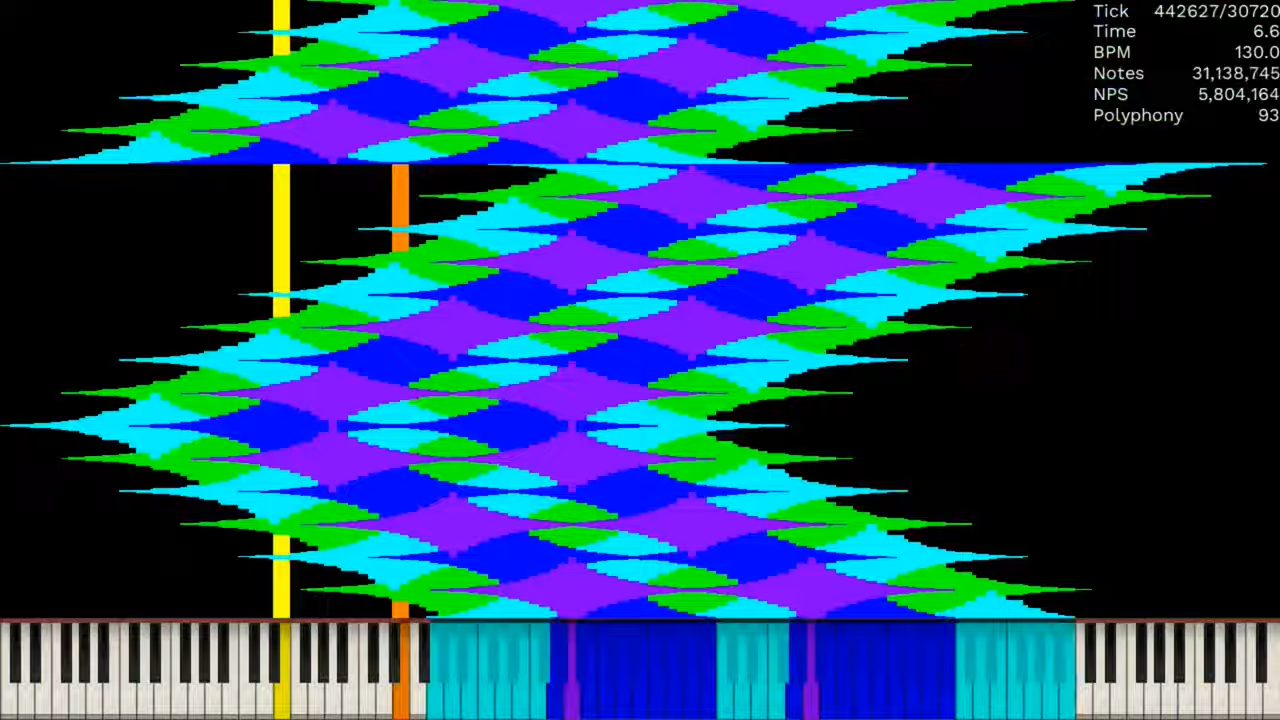 Tick 442627/30720
Time 6.6
BPM 130.0
Notes 31,138,745
NPS 5,804,164
Polyphony 93